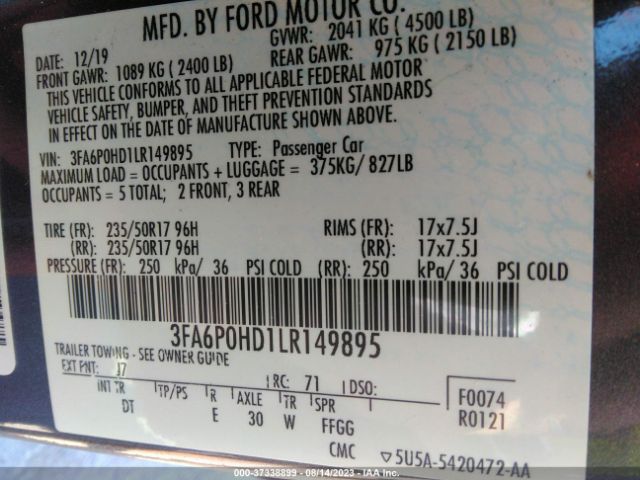 MFD. BY FORD MOTOR CO.
DATE: 12/19 GVWR: 2041 KG (4500 LB)
FRONT GAWR: 1089 KG (2400 LB) REAR GAWR: 975 KG (2150 LB)
THIS VEHICLE CONFORMS TO ALL APPLICABLE FEDERAL MOTOR
VEHICLE SAFETY, BUMPER, AND THEFT PREVENTION STANDARDS
IN EFFECT ON THE DATE OF MANUFACTURE SHOWN ABOVE.
VIN: 3FA6P0HD1LR149895 TYPE: Passenger Car
MAXIMUM LOAD = OCCUPANTS + LUGGAGE = 375KG/ 827LB
OCCUPANTS = 5 TOTAL; 2 FRONT, 3 REAR
TIRE (FR): 235/50R17 96H RIMS (FR): 17x7.5J
(RR): 235/50R17 96H (RR): 17x7.5J
PRESSURE (FR): 250 kPa/ 36 PSI COLD (RR): 250 kPa/ 36 PSI COLD
3FA6P0HD1LR149895
TRAILER TOWING - SEE OWNER GUIDE
EXT PNT: J7 RC: 71 DSO: F0074
INT TR TP/PS R AXLE TR SPR R0121
DT E 30 W FFGG
CMC ▽5U5A-5420472-AA
000-37338899 - 08/14/2023 - IAA Inc.